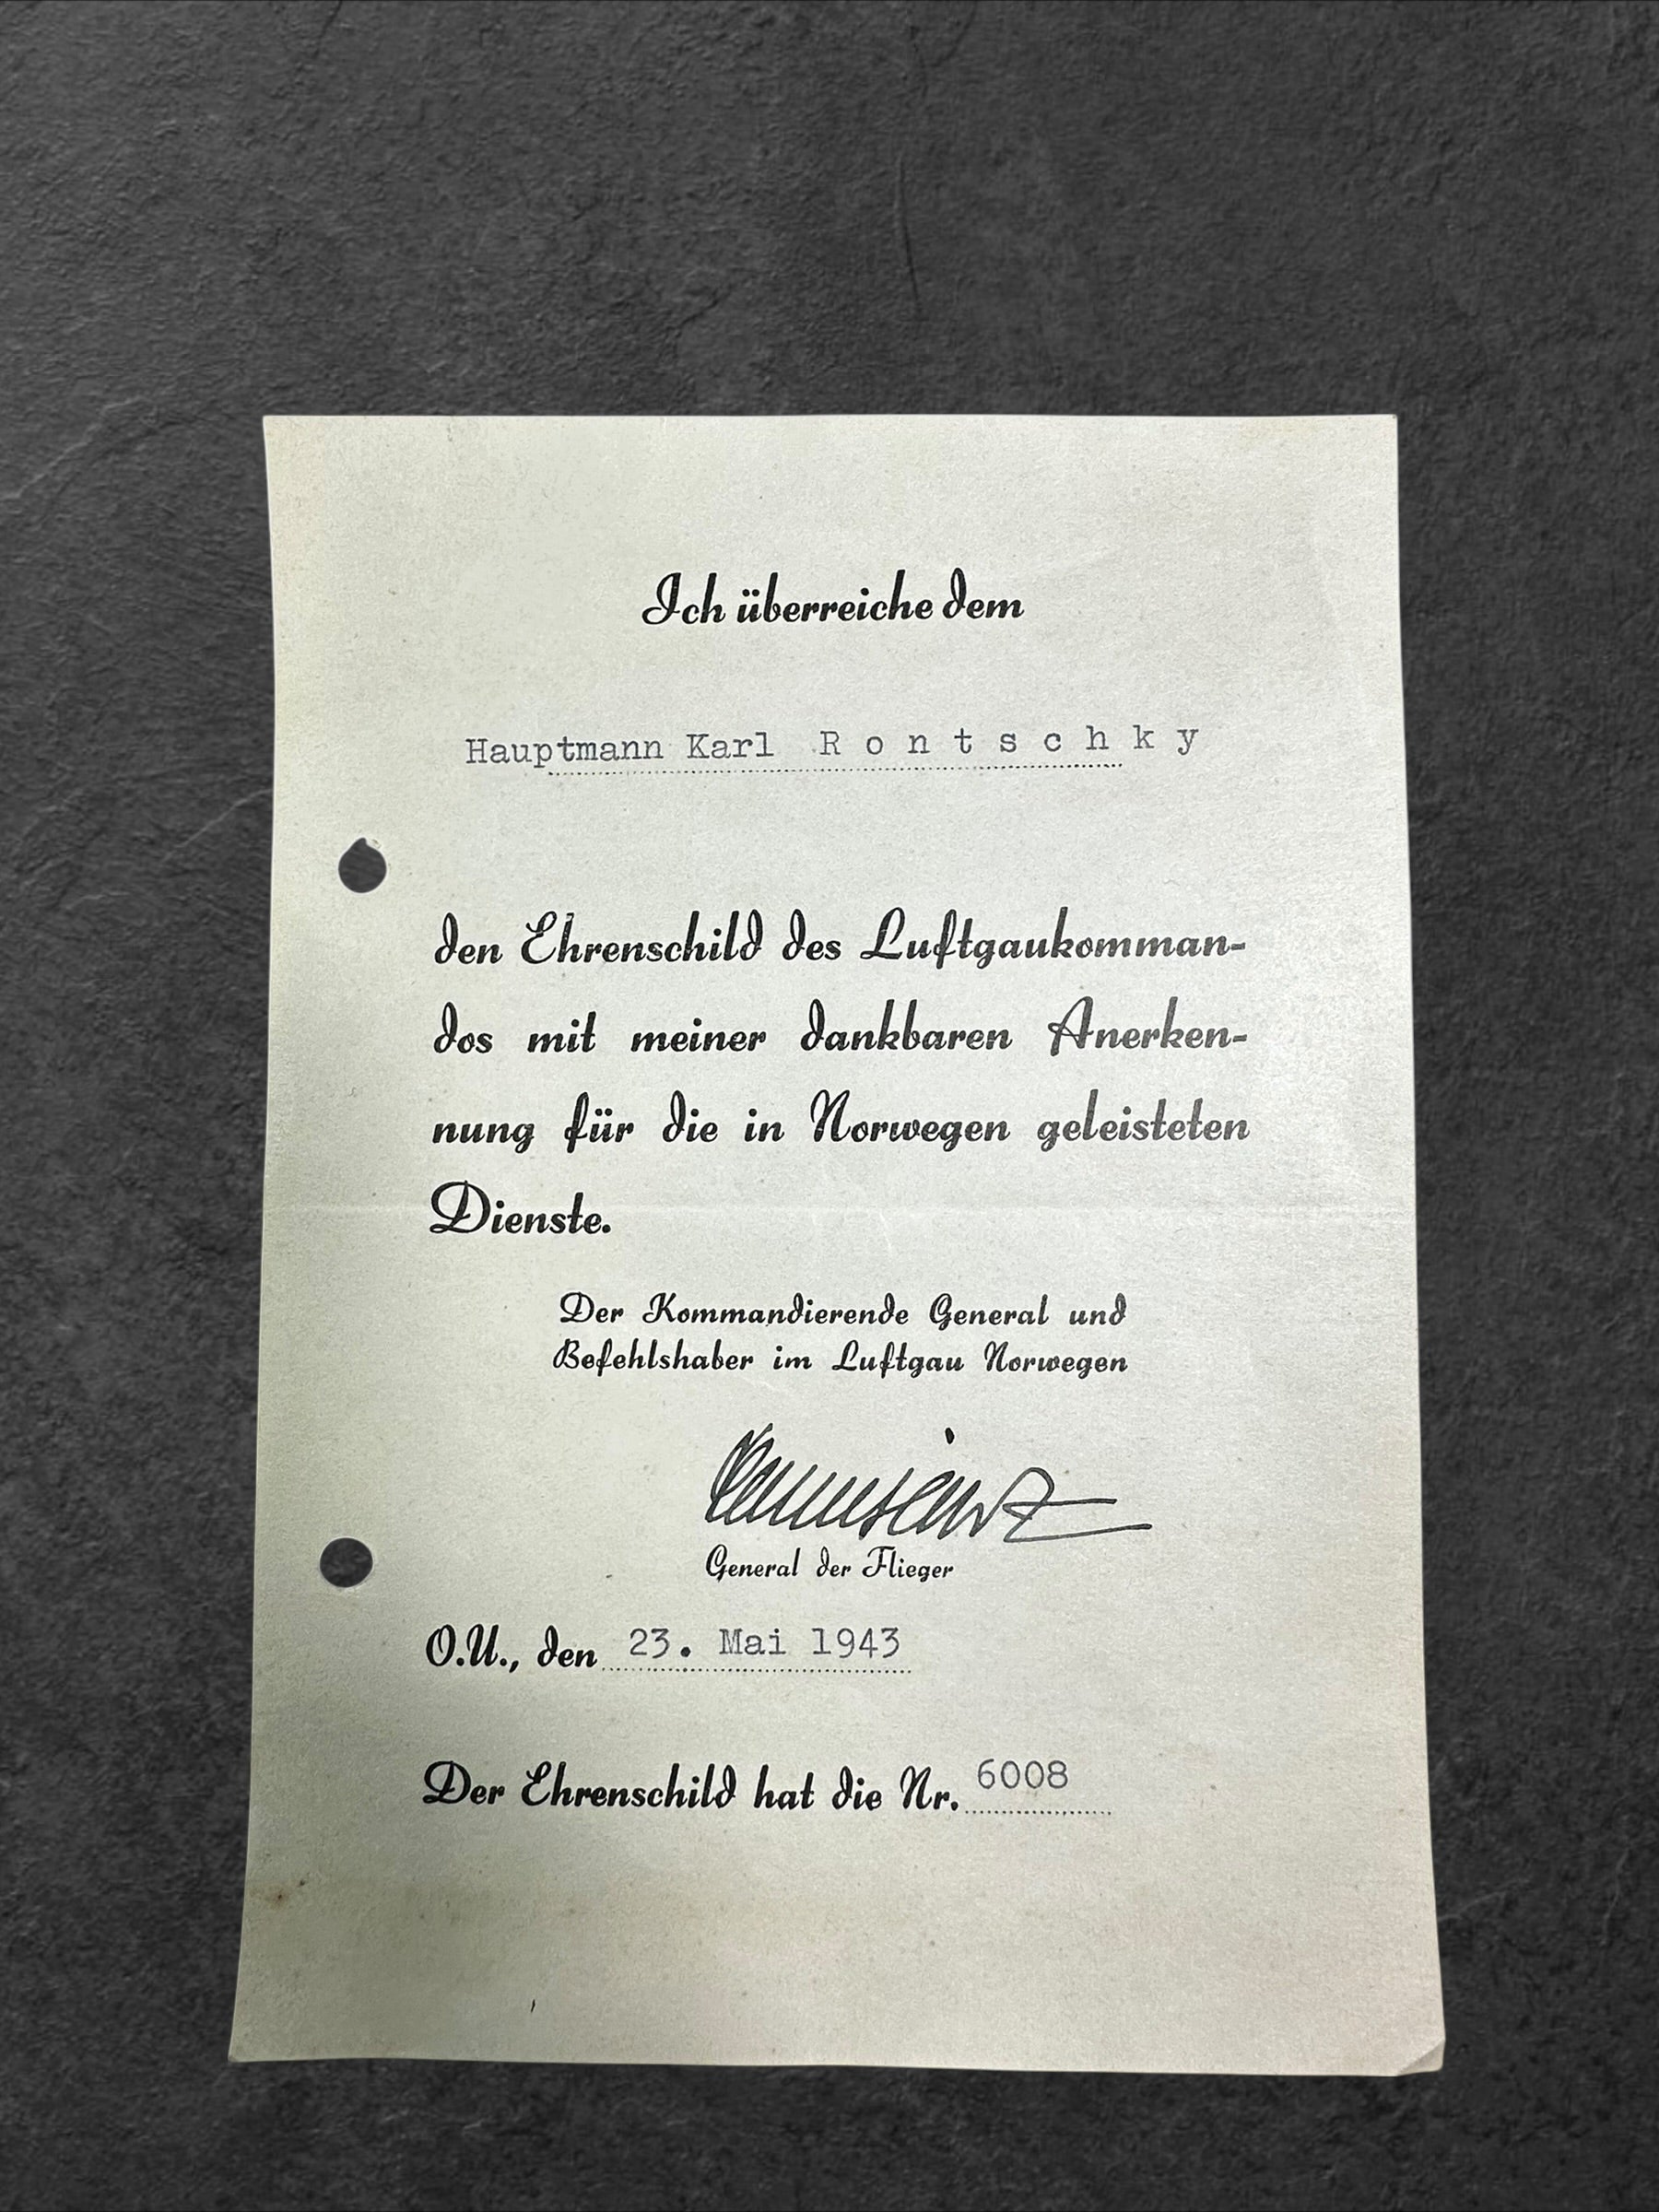 Ich überreiche dem
Hauptmann Karl R o n t s c h k y
den Ehrenschild des Luftgaukomman-
dos mit meiner dankbaren Anerken-
nung für die in Norwegen geleisteten
Dienste.
Der Kommandierende General und
Befehlshaber im Luftgau Norwegen
General der Flieger
O.U., den 23. Mai 1943
Der Ehrenschild hat die Nr. 6008